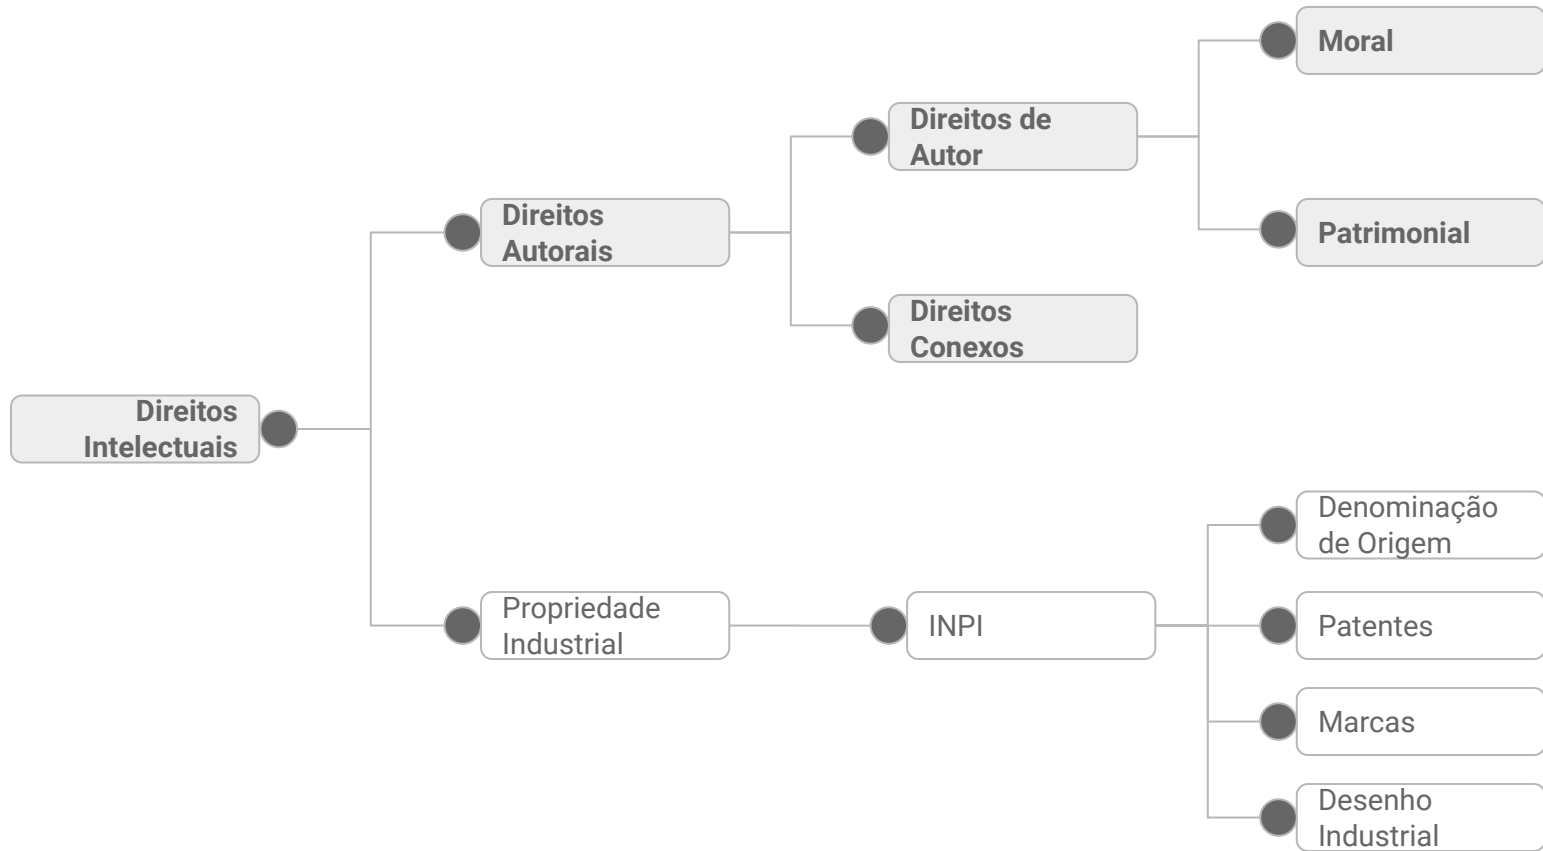 Moral
Direitos de
Autor
Direitos
Autorais
Patrimonial
Direitos
Conexos
Direitos
Intelectuais
Denominação
de Origem
Propriedade
Industrial
INPI
Patentes
Marcas
Desenho
Industrial